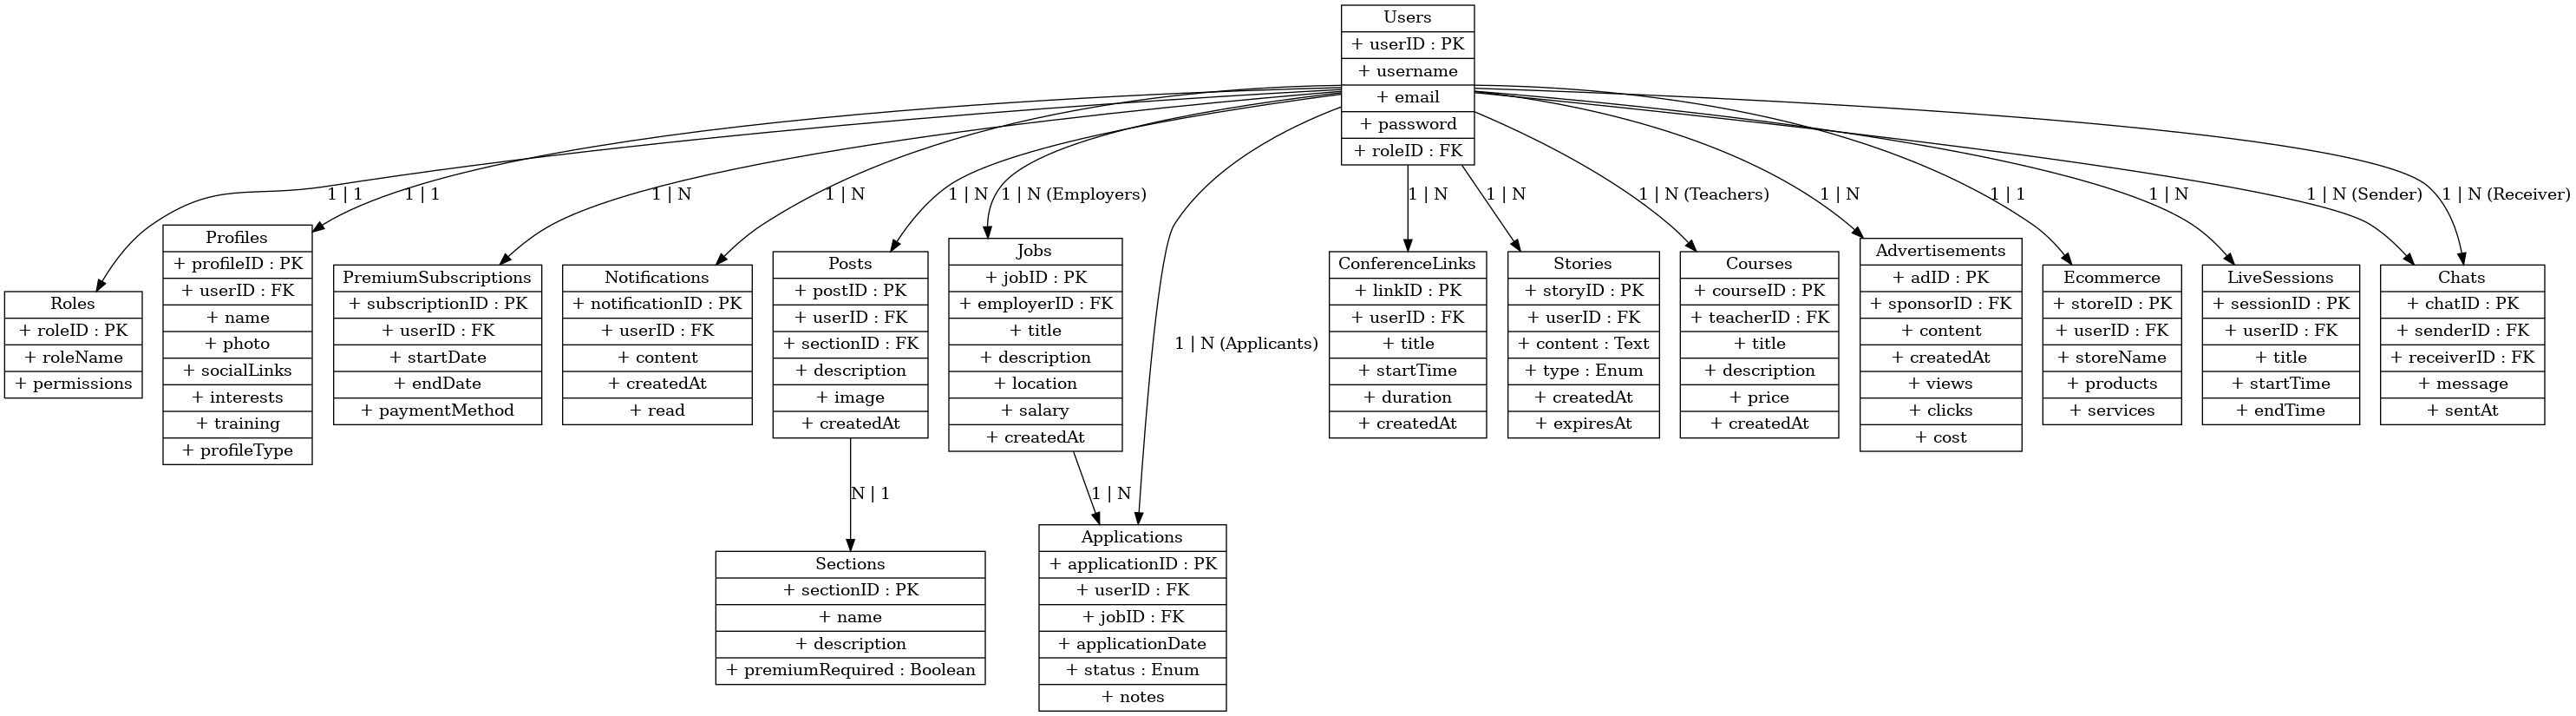 Users
+ userID : PK
+ username
+ email
+ password
+ roleID : FK
1 | 1
1 | 1
1 | N
1 | N
1 | N
1 | N (Employers)
1 | N (Applicants)
1 | N
1 | N
1 | N (Teachers)
1 | N
1 | 1
1 | N
1 | N (Sender)
1 | N (Receiver)
Roles
+ roleID : PK
+ roleName
+ permissions
Profiles
+ profileID : PK
+ userID : FK
+ name
+ photo
+ socialLinks
+ interests
+ training
+ profileType
PremiumSubscriptions
+ subscriptionID : PK
+ userID : FK
+ startDate
+ endDate
+ paymentMethod
Notifications
+ notificationID : PK
+ userID : FK
+ content
+ createdAt
+ read
Posts
+ postID : PK
+ userID : FK
+ sectionID : FK
+ description
+ image
+ createdAt
Jobs
+ jobID : PK
+ employerID : FK
+ title
+ description
+ location
+ salary
+ createdAt
ConferenceLinks
+ linkID : PK
+ userID : FK
+ title
+ startTime
+ duration
+ createdAt
Stories
+ storyID : PK
+ userID : FK
+ content : Text
+ type : Enum
+ createdAt
+ expiresAt
Courses
+ courseID : PK
+ teacherID : FK
+ title
+ description
+ price
+ createdAt
Advertisements
+ adID : PK
+ sponsorID : FK
+ content
+ createdAt
+ views
+ clicks
+ cost
Ecommerce
+ storeID : PK
+ userID : FK
+ storeName
+ products
+ services
LiveSessions
+ sessionID : PK
+ userID : FK
+ title
+ startTime
+ endTime
Chats
+ chatID : PK
+ senderID : FK
+ receiverID : FK
+ message
+ sentAt
N | 1
1 | N
Sections
+ sectionID : PK
+ name
+ description
+ premiumRequired : Boolean
Applications
+ applicationID : PK
+ userID : FK
+ jobID : FK
+ applicationDate
+ status : Enum
+ notes